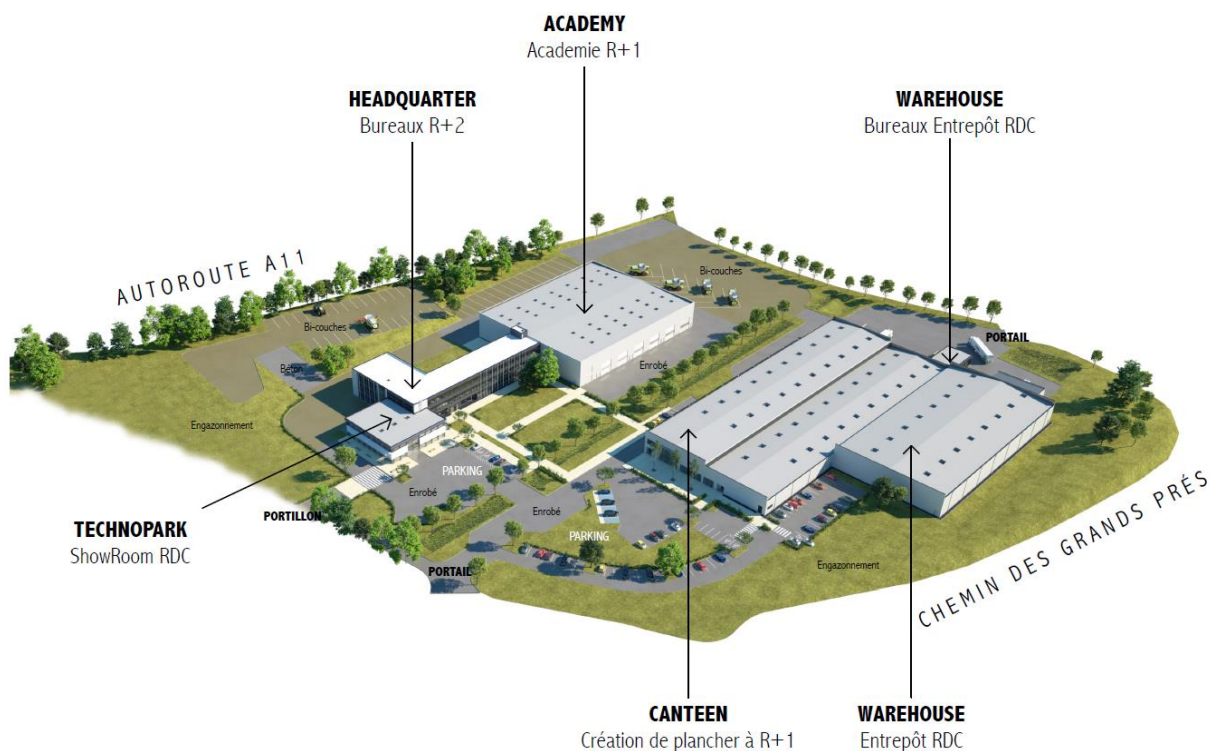 ACADEMY
Academie R+1
HEADQUARTER
Bureaux R+2
WAREHOUSE
Bureaux Entrepôt RDC
AUTOROUTE A11
Bi-couches
Bi-couches
PORTAIL
Béton
Enrobé
Engazonnement
PARKING
Enrobé
Enrobé
PORTILLON
PARKING
TECHNOPARK
ShowRoom RDC
PORTAIL
Engazonnement
CHEMIN DES GRANDS PRÉS
CANTEEN
Création de plancher à R+1
WAREHOUSE
Entrepôt RDC